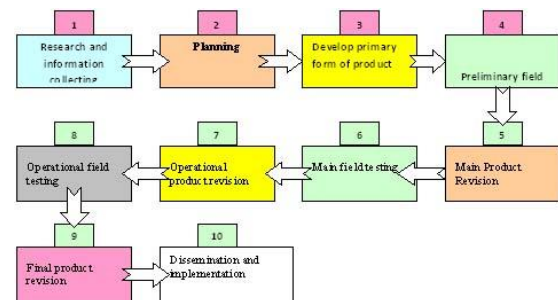 1
Research and
information
collecting
2
Planning
3
Develop primary
form of product
4
Preliminary field
8
Operational field
testing
7
Operational
product revision
6
Main field testing
5
Main Product
Revision
9
Final product
revision
10
Dissemination and
implementation